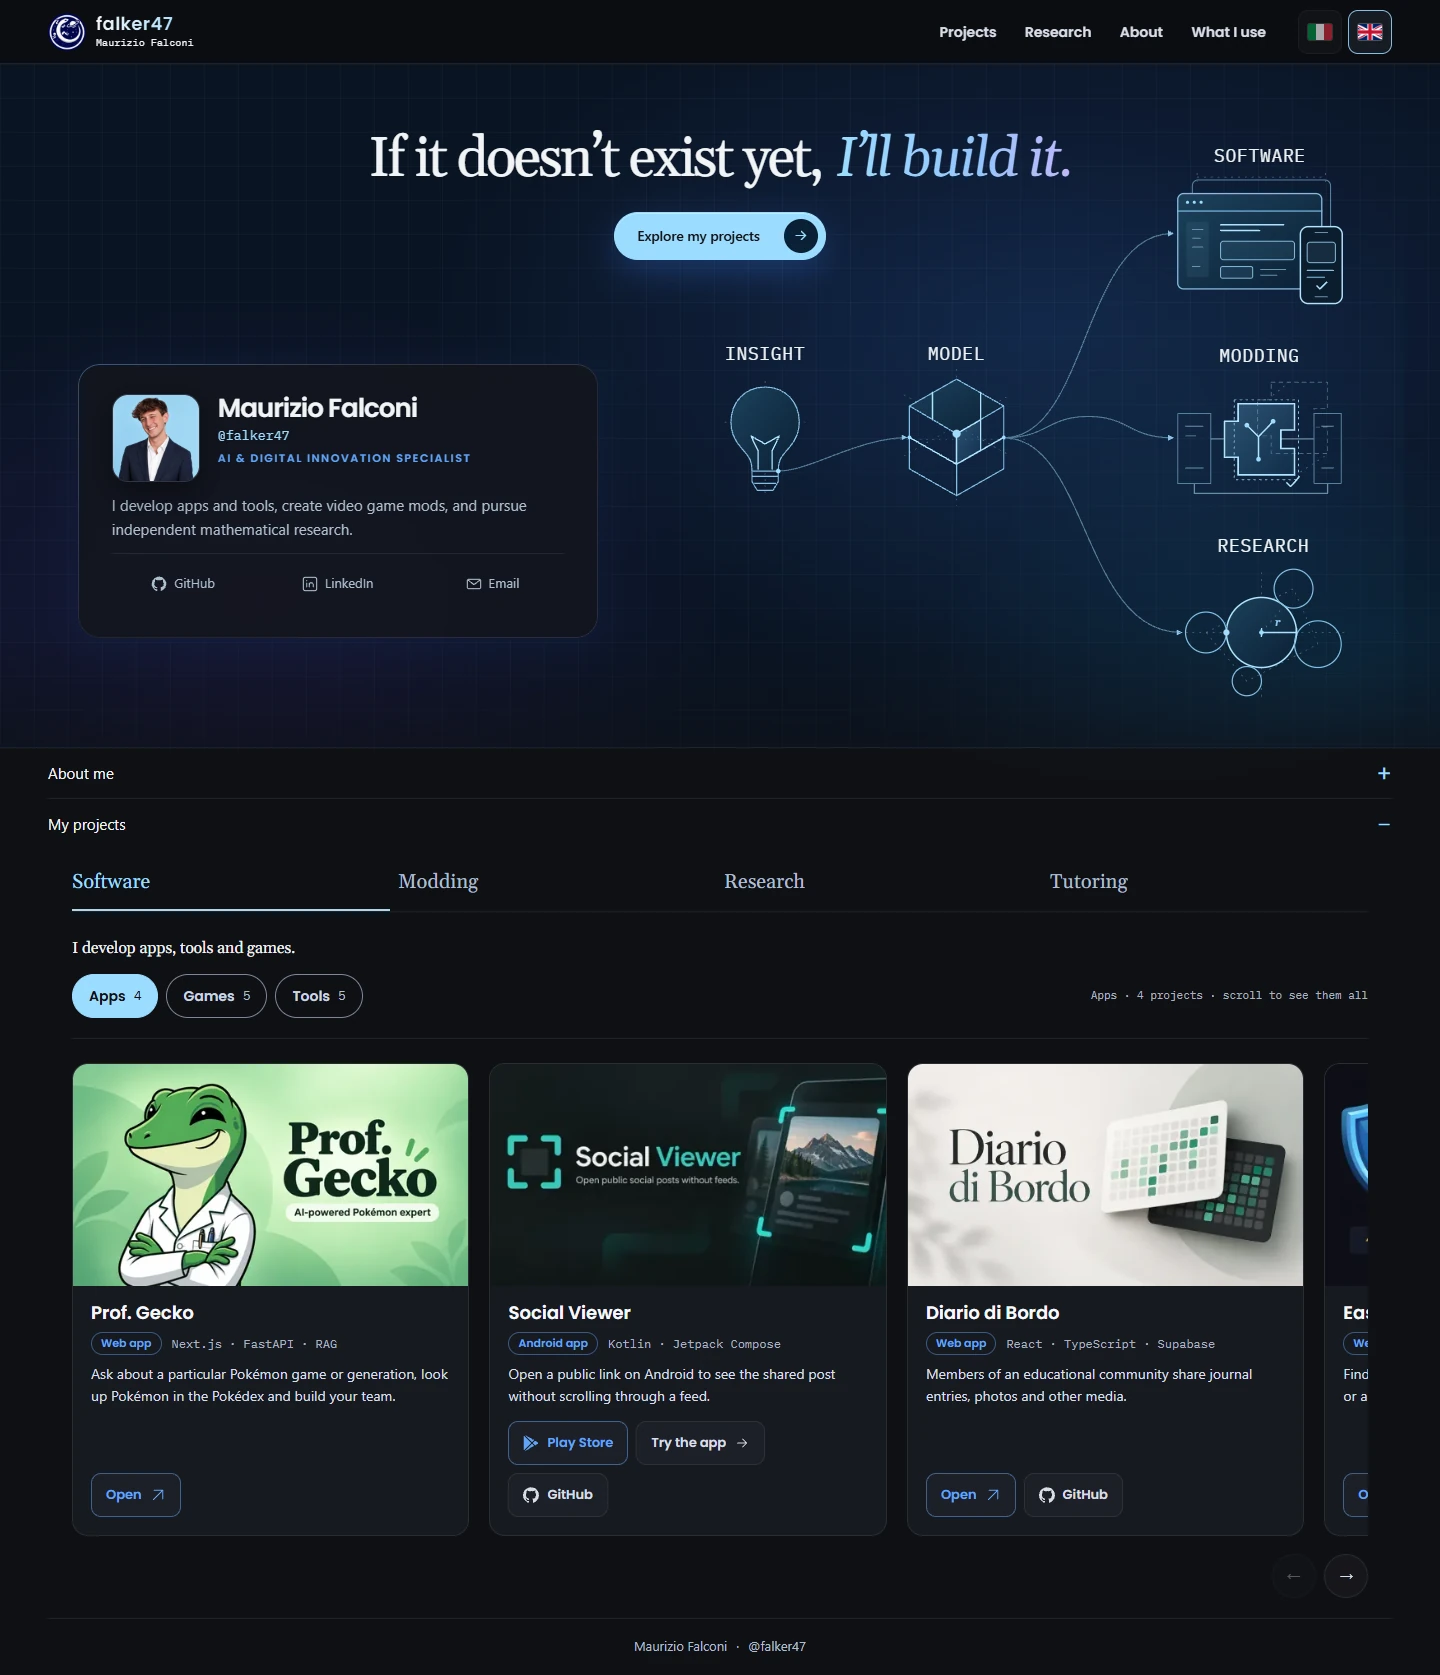 falker47
Maurizio Falconi
Projects
Research
About
What I use
If it doesn’t exist yet, I’ll build it.
Explore my projects →
SOFTWARE
INSIGHT
MODEL
MODDING
RESEARCH
r
Maurizio Falconi
@falker47
AI & DIGITAL INNOVATION SPECIALIST
I develop apps and tools, create video game mods, and pursue
independent mathematical research.
GitHub
LinkedIn
Email
About me +
My projects −
Software
Modding
Research
Tutoring
I develop apps, tools and games.
Apps 4
Games 5
Tools 5
Apps · 4 projects · scroll to see them all
Prof.
Gecko
AI-powered Pokémon expert
Social Viewer
Open public social posts without feeds.
Diario
di Bordo
Prof. Gecko
Web app Next.js · FastAPI · RAG
Ask about a particular Pokémon game or generation, look
up Pokémon in the Pokédex and build your team.
Open
Social Viewer
Android app Kotlin · Jetpack Compose
Open a public link on Android to see the shared post
without scrolling through a feed.
Play Store
Try the app →
GitHub
Diario di Bordo
Web app React · TypeScript · Supabase
Members of an educational community share journal
entries, photos and other media.
Open
GitHub
Find
← →
Maurizio Falconi · @falker47